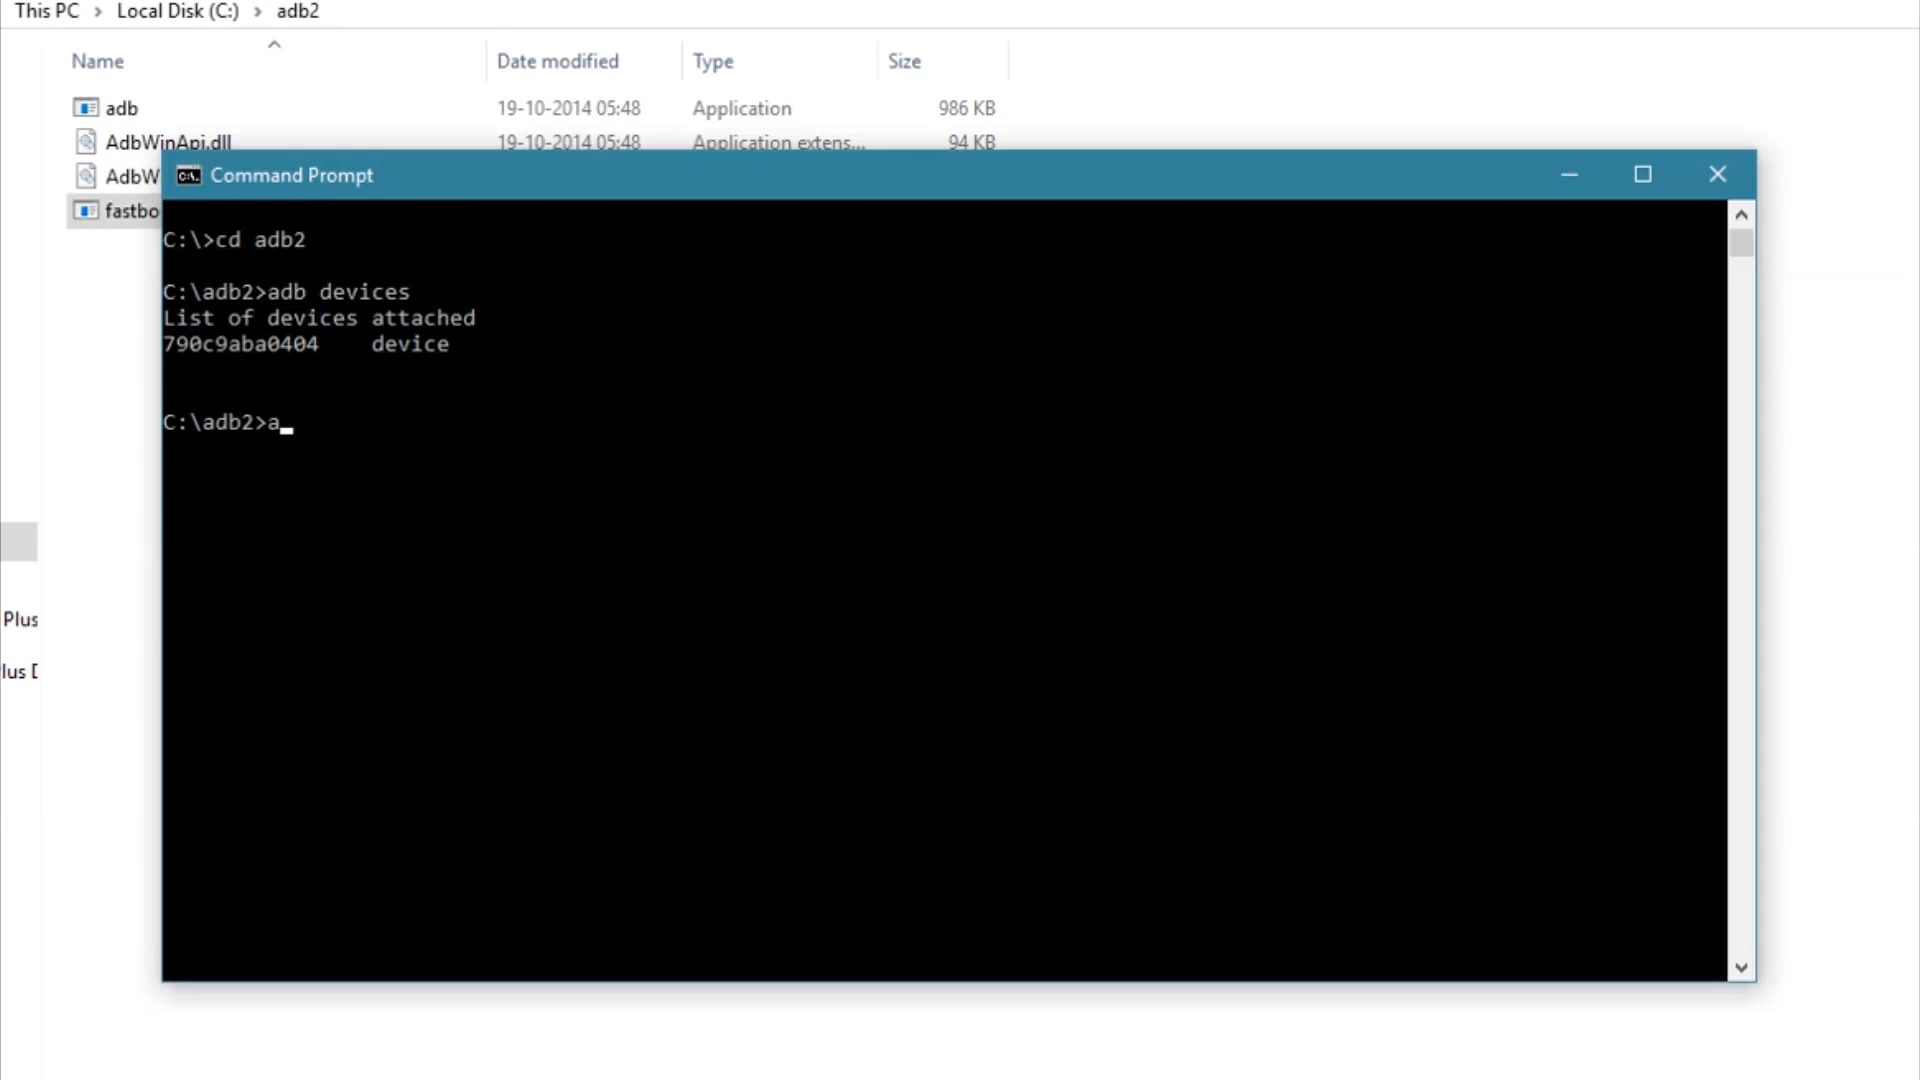 This PC > Local Disk (C:) > adb2
Name Date modified Type Size
adb 19-10-2014 05:48 Application 986 KB
AdbWinApi.dll 19-10-2014 05:48 Application extens... 94 KB
AdbW
fastbo
Command Prompt
C:\>cd adb2
C:\adb2>adb devices
List of devices attached
790c9aba0404 device
C:\adb2>a
Plus
lus D